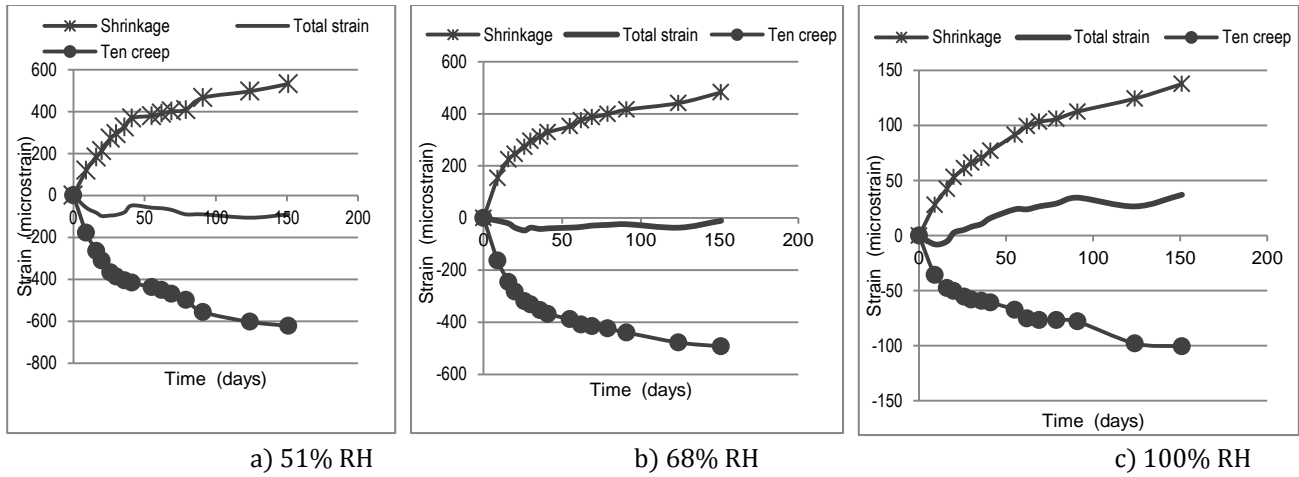 Shrinkage Total strain
Ten creep
600
400
200
0
-200
-400
-600
-800
0 50 100 150 200
Strain (microstrain)
Time (days)
a) 51% RH
Shrinkage Total strain Ten creep
600
400
200
0
-200
-400
-600
0 50 100 150 200
Strain (microstrain)
Time (days)
b) 68% RH
Shrinkage Total strain Ten creep
150
100
50
0
-50
-100
-150
0 50 100 150 200
Strain (microstrain)
Time (days)
c) 100% RH